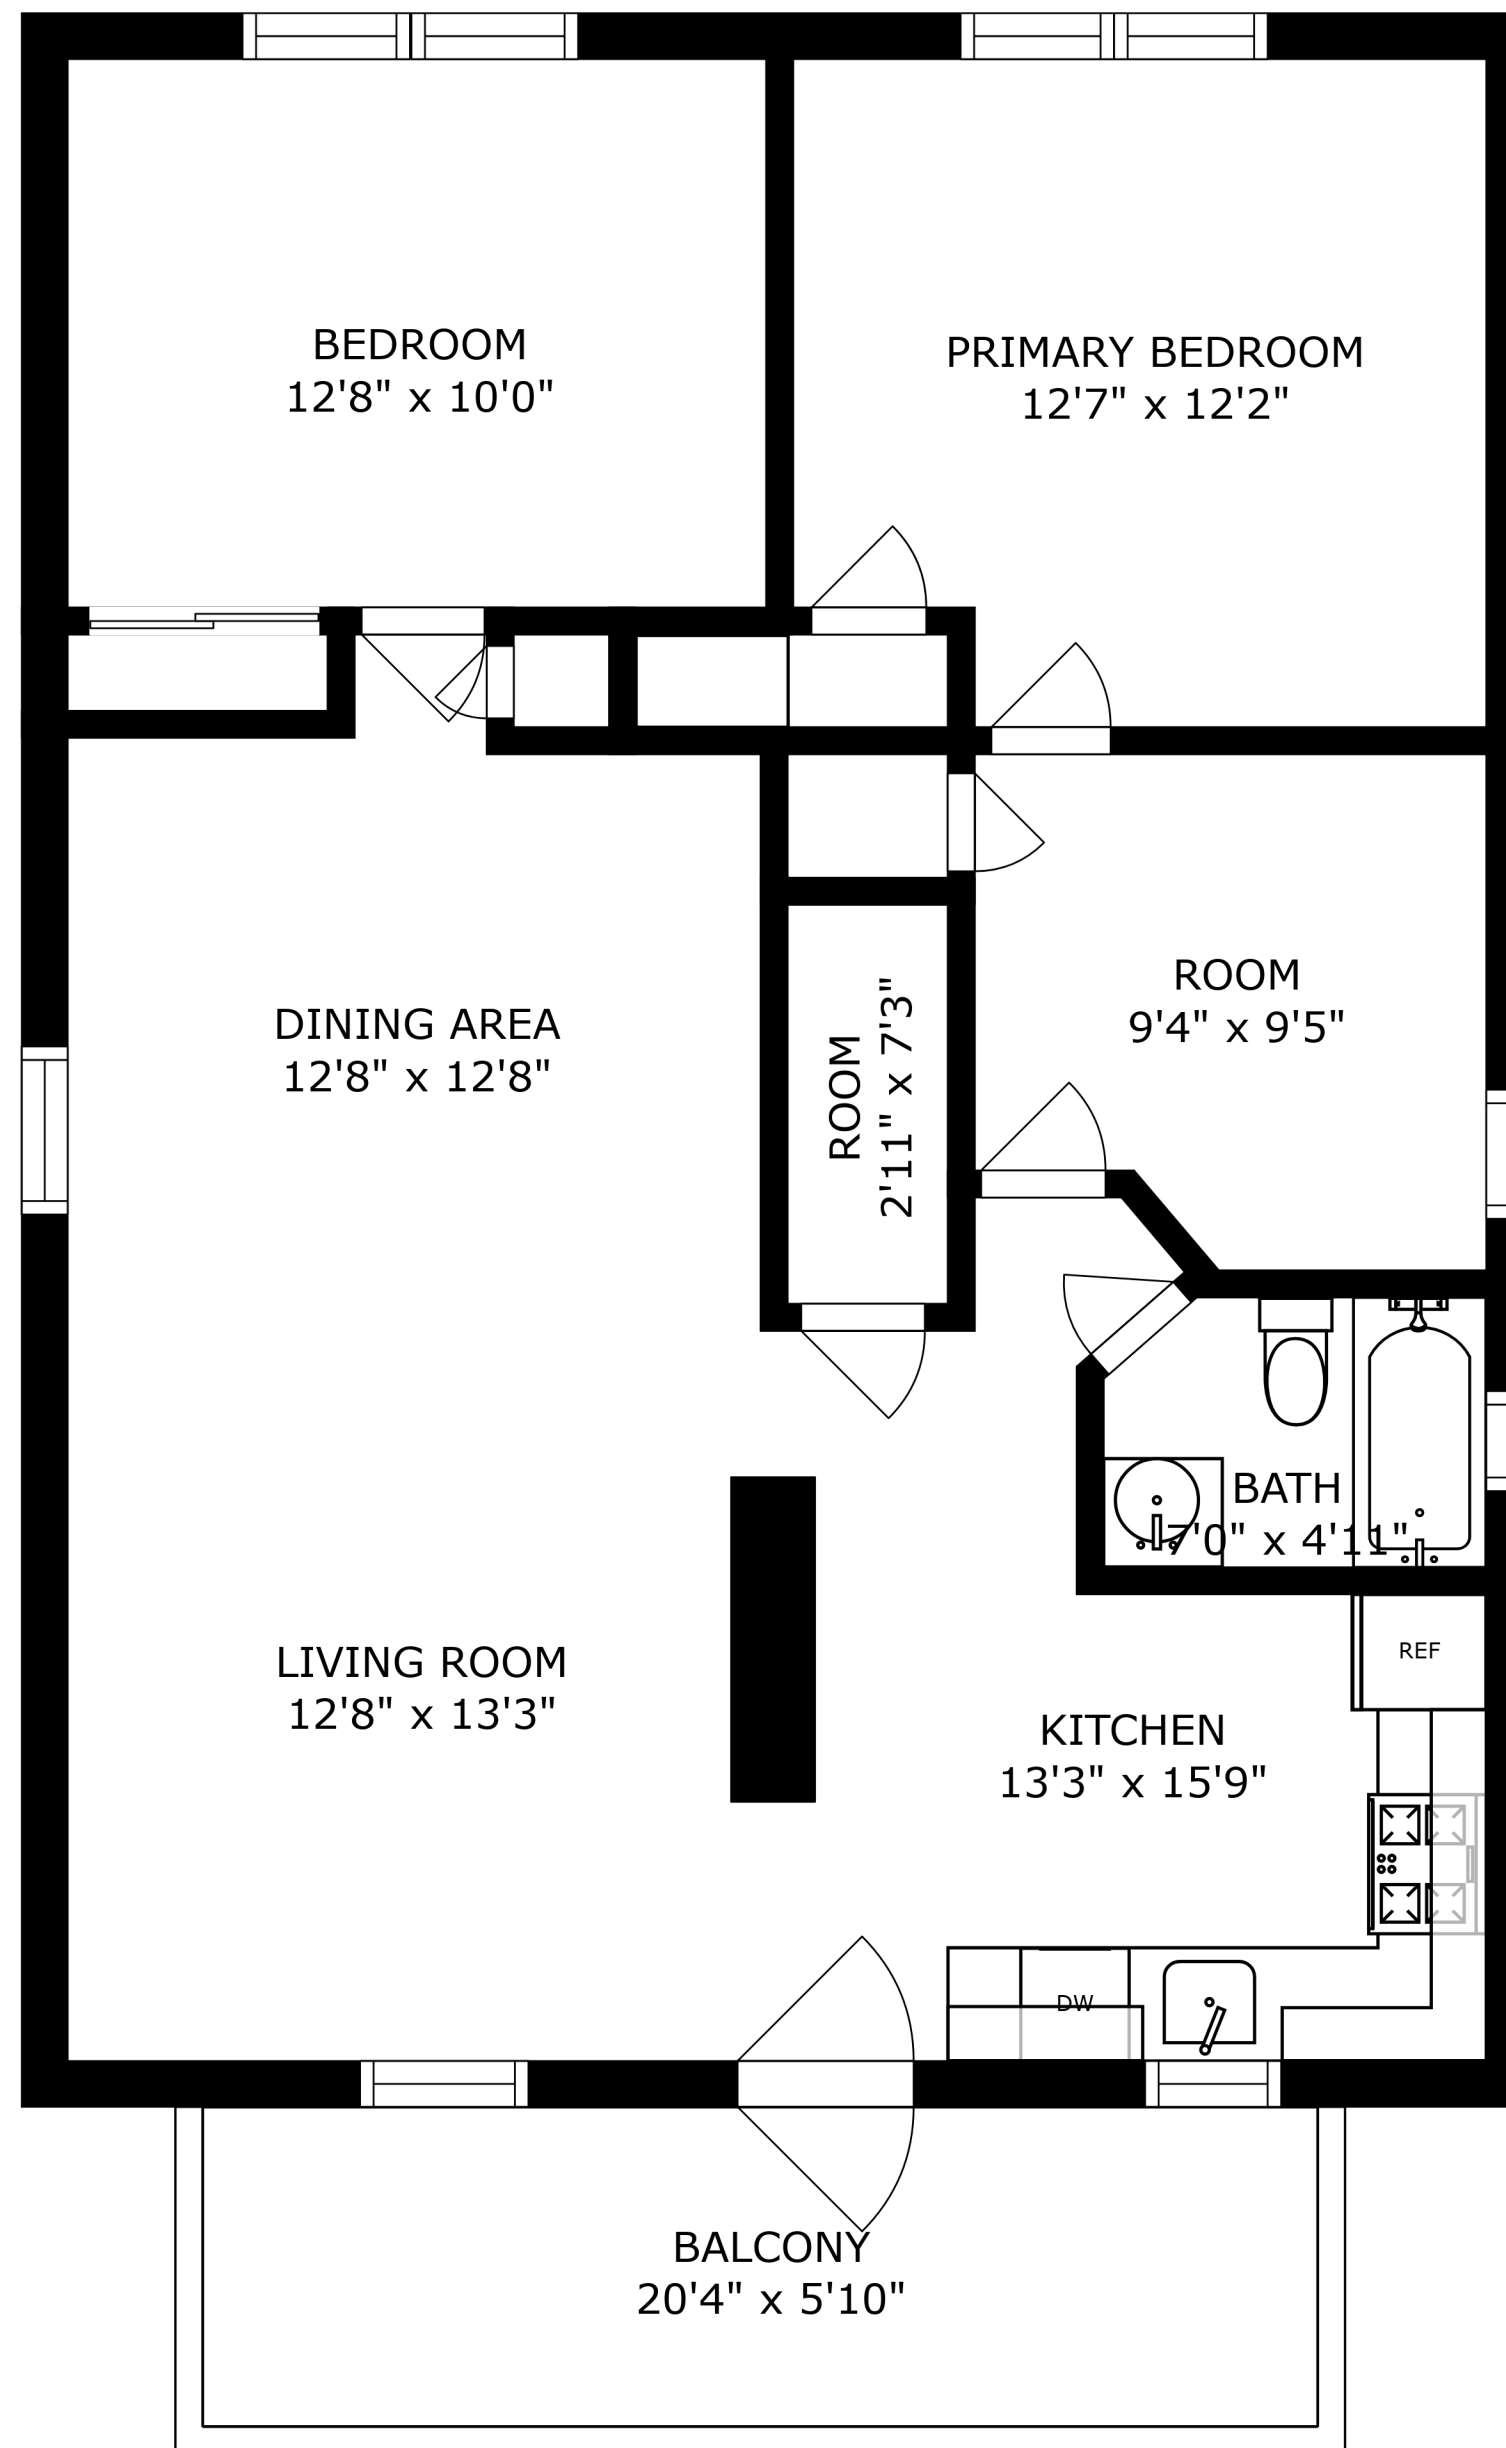 BEDROOM
12'8" x 10'0"
PRIMARY BEDROOM
12'7" x 12'2"
DINING AREA
12'8" x 12'8"
ROOM
2'11" x 7'3"
ROOM
9'4" x 9'5"
BATH
7'0" x 4'11"
REF
LIVING ROOM
12'8" x 13'3"
KITCHEN
13'3" x 15'9"
DW
BALCONY
20'4" x 5'10"